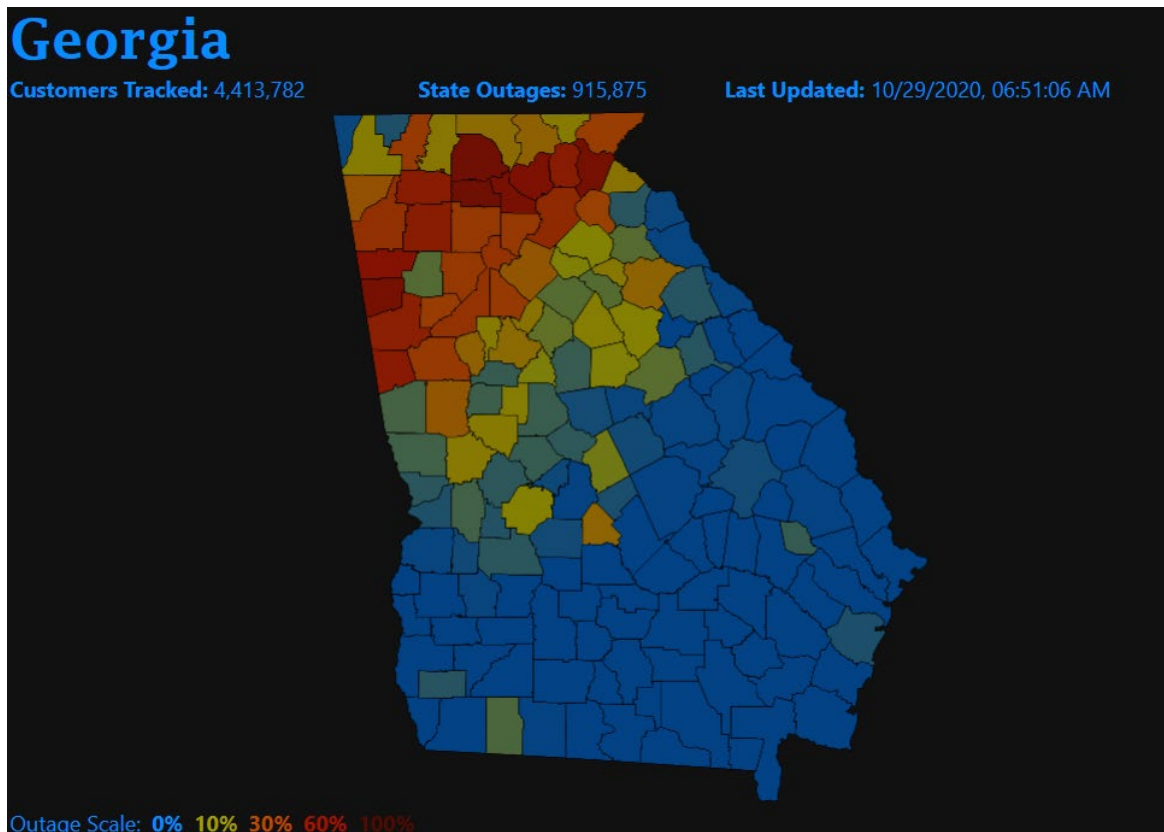 Georgia
Customers Tracked: 4,413,782 State Outages: 915,875 Last Updated: 10/29/2020, 06:51:06 AM
Outage Scale: 0% 10% 30% 60% 100%